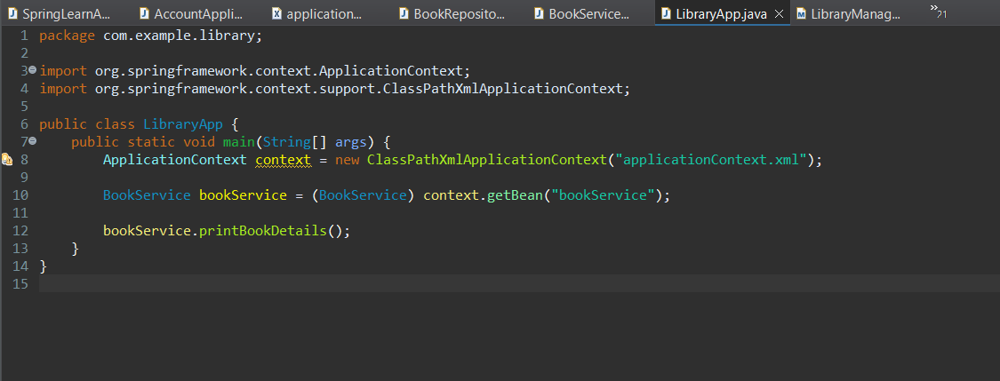 SpringLearnA... AccountAppli... application... BookReposito... BookService... LibraryApp.java LibraryManag... 21
1 package com.example.library;
2
3 import org.springframework.context.ApplicationContext;
4 import org.springframework.context.support.ClassPathXmlApplicationContext;
5
6 public class LibraryApp {
7     public static void main(String[] args) {
8         ApplicationContext context = new ClassPathXmlApplicationContext("applicationContext.xml");
9
10         BookService bookService = (BookService) context.getBean("bookService");
11
12         bookService.printBookDetails();
13     }
14 }
15